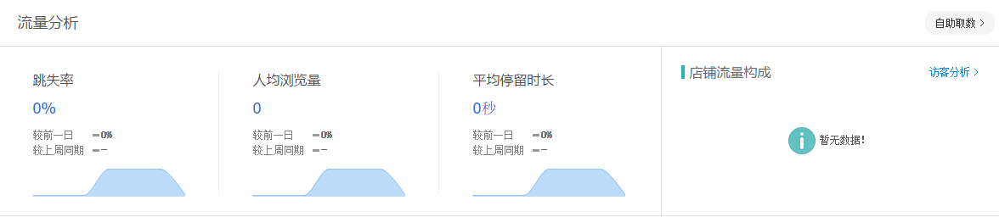 流量分析
自助取数 >
跳失率
0%
较前一日 0%
较上周同期 --
人均浏览量
0
较前一日 0%
较上周同期 --
平均停留时长
0秒
较前一日 0%
较上周同期 --
店铺流量构成
访客分析 >
暂无数据!